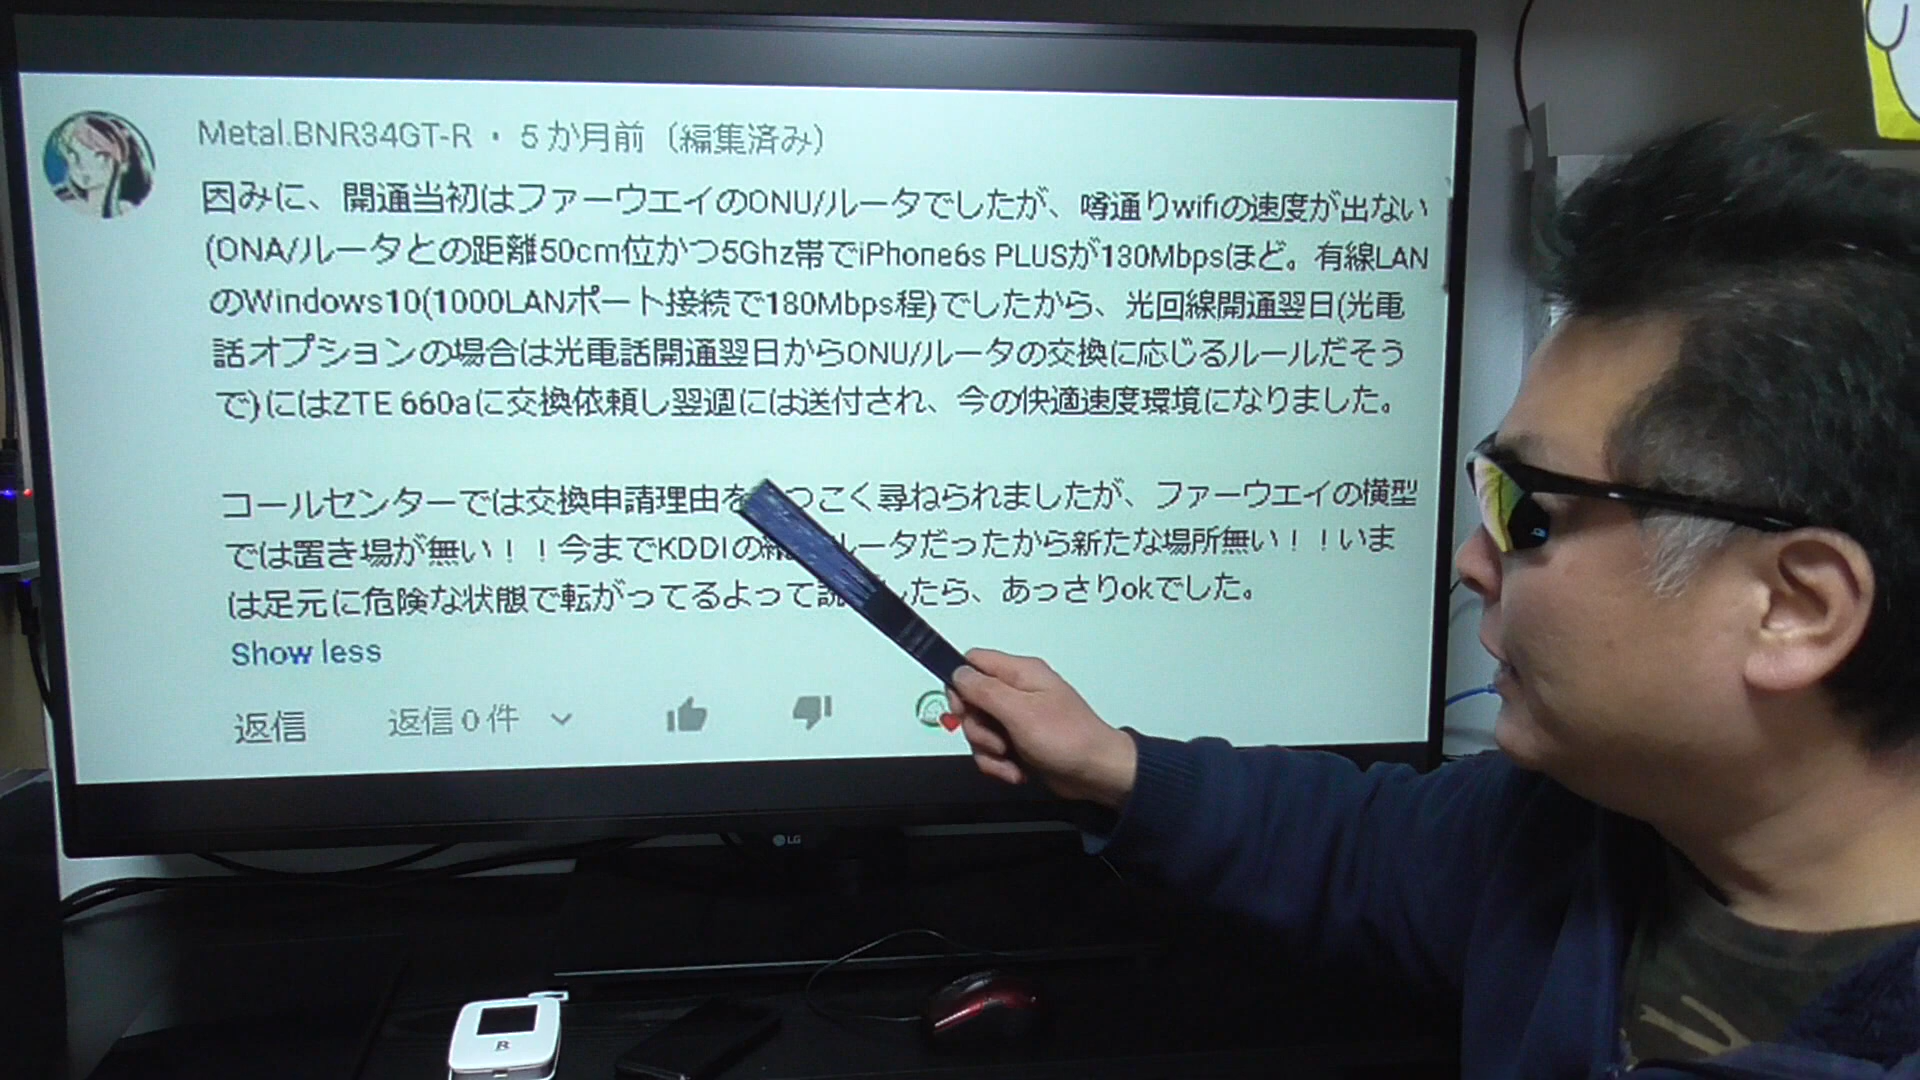 Metal.BNR34GT-R・5 か月前（編集済み）
因みに、開通当初はファーウエイのONU/ルータでしたが、噂通りwifiの速度が出ない
(ONA/ルータとの距離50cm位かつ5Ghz帯でiPhone6s PLUSが130Mbpsほど。有線LAN
のWindows10(1000LANポート接続で180Mbps程)でしたから、光回線開通翌日(光電
話オプションの場合は光電話開通翌日からONU/ルータの交換に応じるルールだそう
で)にはZTE 660aに交換依頼し翌週には送付され、今の快適速度環境になりました。
コールセンターでは交換申請理由を つこく尋ねられましたが、ファーウエイの横型
では置き場が無い！！今までKDDIの ルータだったから新たな場所無い！！いま
は足元に危険な状態で転がってるよって したら、あっさりokでした。
Show less
返信 返信 0 件
LG
R